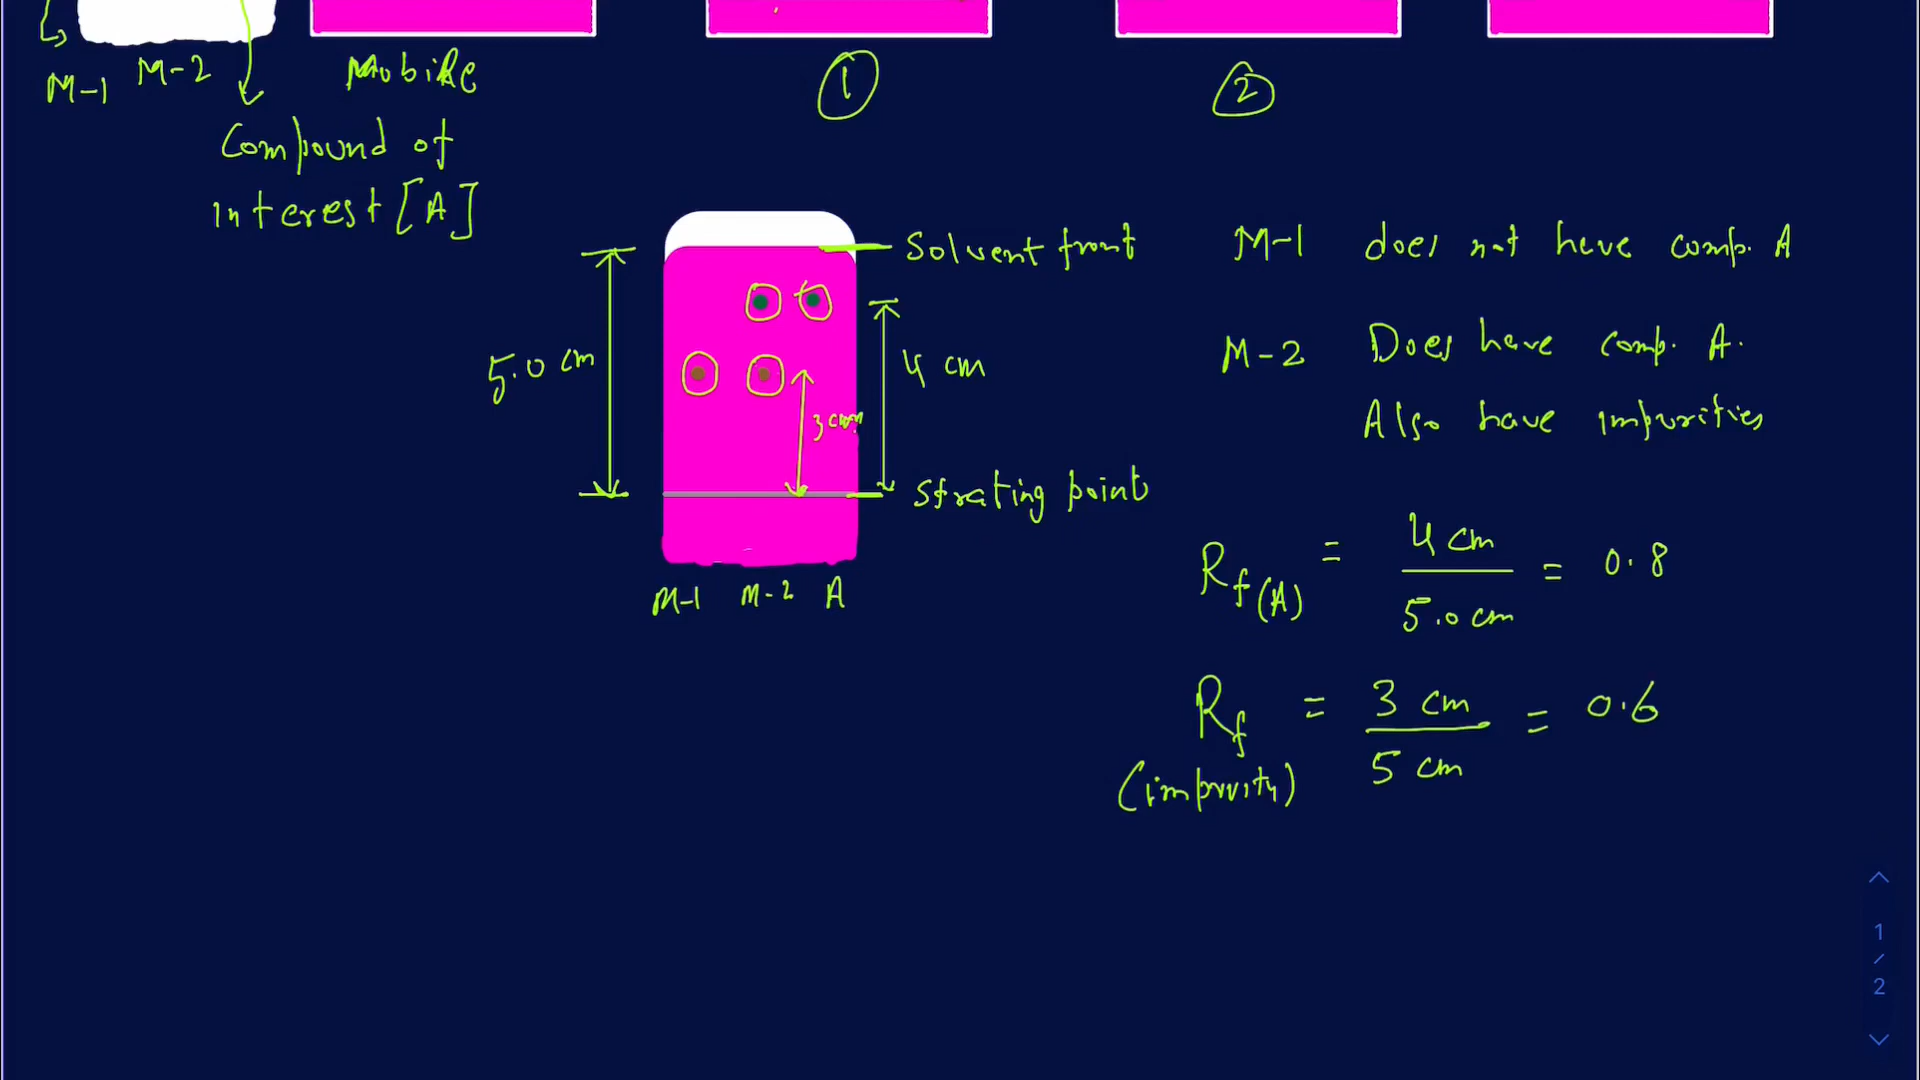 M-1 M-2 Mobile
① ②
Compound of
interest [A]
Solvent front
5.0 cm
4 cm
3 cm
Strating point
M-1 M-2 A
M-1 does not have comp. A
M-2 Does have comp. A.
Also have impurities
Rf(A) = 4 cm / 5.0 cm = 0.8
Rf (impurity) = 3 cm / 5 cm = 0.6
1
/
2